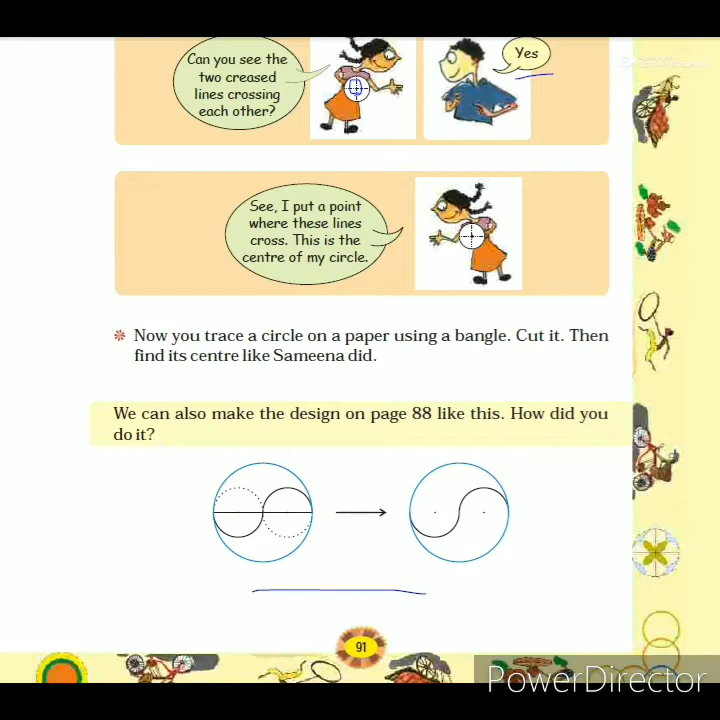 Can you see the
two creased
lines crossing
each other?
Yes
See, I put a point
where these lines
cross. This is the
centre of my circle.
Now you trace a circle on a paper using a bangle. Cut it. Then
find its centre like Sameena did.
We can also make the design on page 88 like this. How did you
do it?
91
PowerDirector